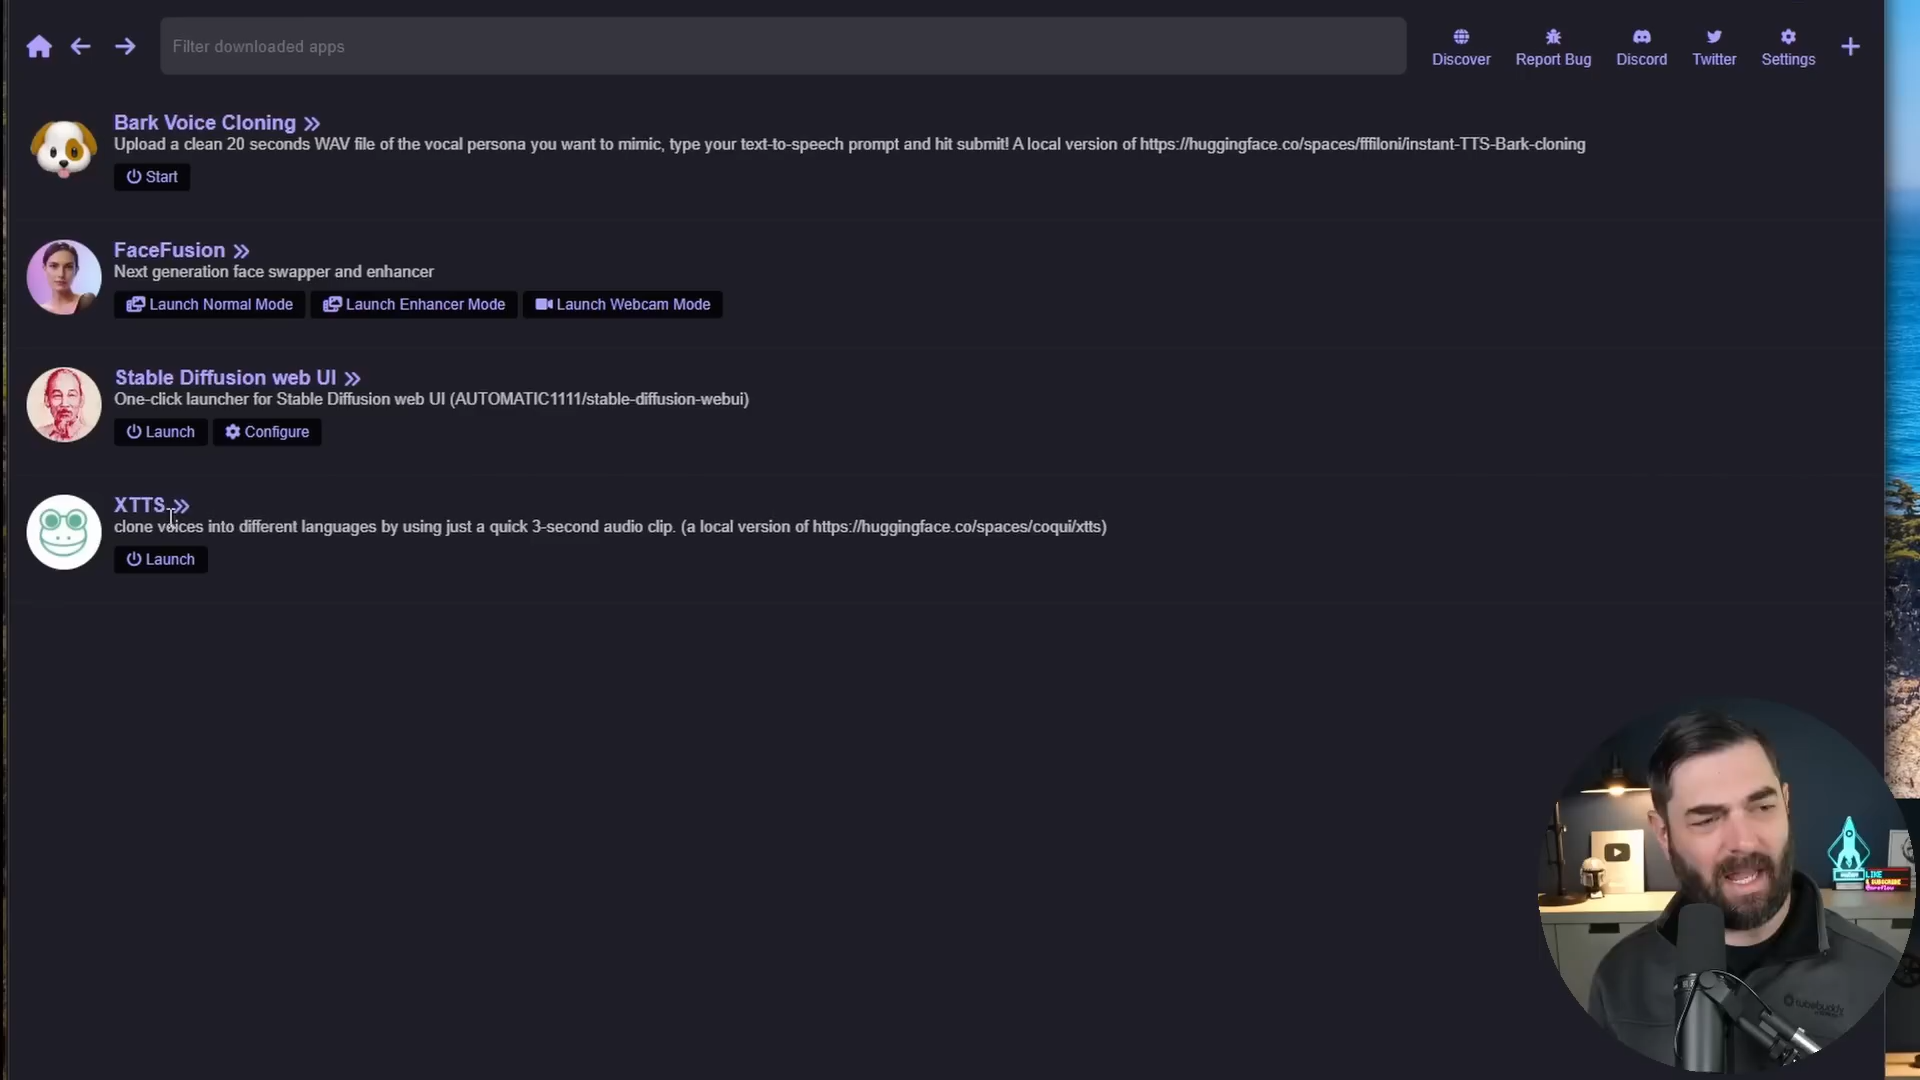 Filter downloaded apps
Discover
Report Bug
Discord
Twitter
Settings
Bark Voice Cloning
Upload a clean 20 seconds WAV file of the vocal persona you want to mimic, type your text-to-speech prompt and hit submit! A local version of https://huggingface.co/spaces/fffiloni/instant-TTS-Bark-cloning
Start
FaceFusion
Next generation face swapper and enhancer
Launch Normal Mode
Launch Enhancer Mode
Launch Webcam Mode
Stable Diffusion web UI
One-click launcher for Stable Diffusion web UI (AUTOMATIC1111/stable-diffusion-webui)
Launch
Configure
XTTS
clone voices into different languages by using just a quick 3-second audio clip. (a local version of https://huggingface.co/spaces/coqui/xtts)
Launch
LIKE
& SUBSCRIBE
tubebuddy